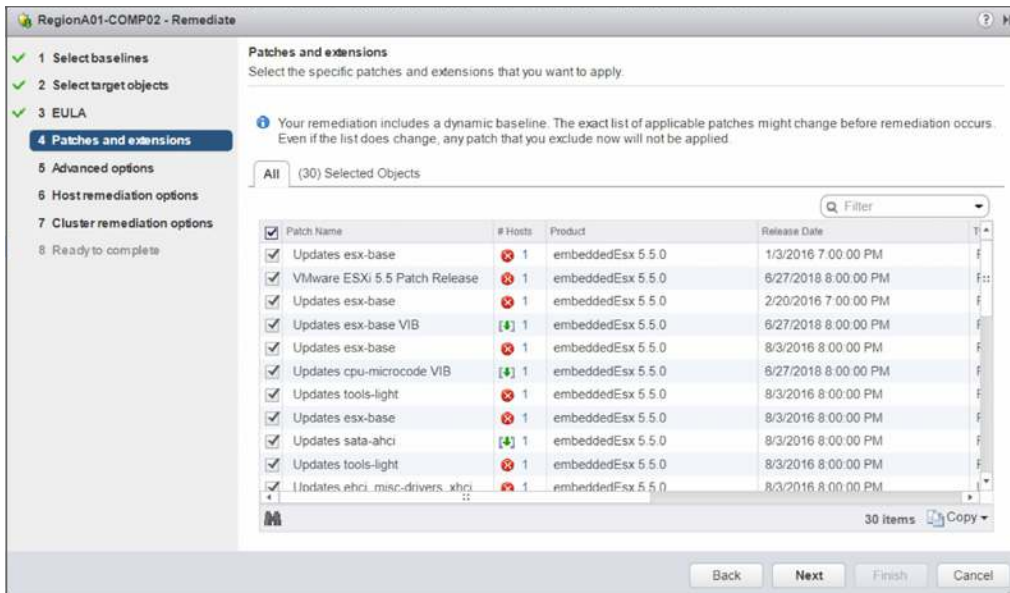 RegionA01-COMP02 - Remediate
1 Select baselines
2 Select target objects
3 EULA
4 Patches and extensions
5 Advanced options
6 Host remediation options
7 Cluster remediation options
8 Ready to complete
Patches and extensions
Select the specific patches and extensions that you want to apply.
Your remediation includes a dynamic baseline. The exact list of applicable patches might change before remediation occurs.
Even if the list does change, any patch that you exclude now will not be applied.
All (30) Selected Objects
Filter
Patch Name # Hosts Product Release Date
Updates esx-base 1 embeddedEsx 5.5.0 1/3/2016 7:00:00 PM
VMware ESXi 5.5 Patch Release 1 embeddedEsx 5.5.0 6/27/2018 8:00:00 PM
Updates esx-base 1 embeddedEsx 5.5.0 2/20/2016 7:00:00 PM
Updates esx-base VIB 1 embeddedEsx 5.5.0 6/27/2018 8:00:00 PM
Updates esx-base 1 embeddedEsx 5.5.0 8/3/2016 8:00:00 PM
Updates cpu-microcode VIB 1 embeddedEsx 5.5.0 6/27/2018 8:00:00 PM
Updates tools-light 1 embeddedEsx 5.5.0 8/3/2016 8:00:00 PM
Updates esx-base 1 embeddedEsx 5.5.0 8/3/2016 8:00:00 PM
Updates sata-ahci 1 embeddedEsx 5.5.0 8/3/2016 8:00:00 PM
Updates tools-light 1 embeddedEsx 5.5.0 8/3/2016 8:00:00 PM
Updates ehci misc-drivers xhci 1 embeddedEsx 5.5.0 8/3/2016 8:00:00 PM
30 items Copy
Back Next Finish Cancel